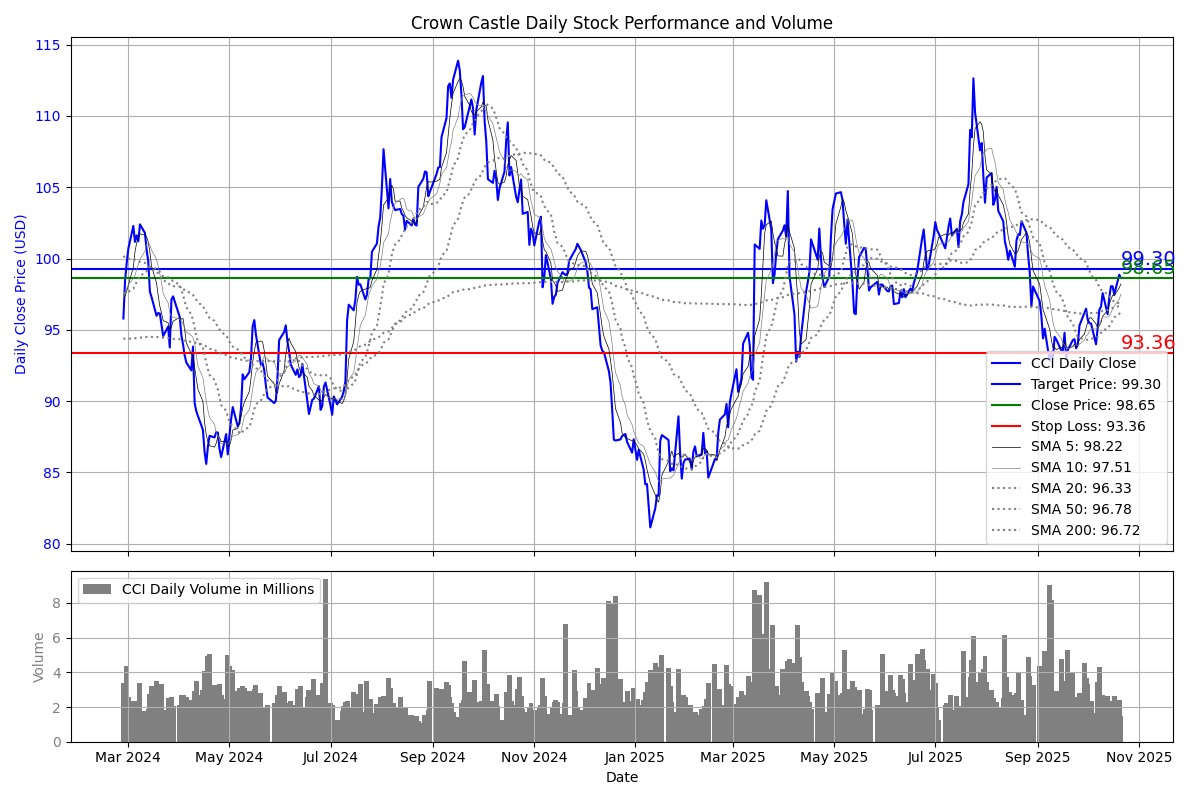 Crown Castle Daily Stock Performance and Volume
Daily Close Price (USD)
115
110
105
100
95
90
85
80
99.30
98.65
93.36
CCI Daily Close
Target Price: 99.30
Close Price: 98.65
Stop Loss: 93.36
SMA 5: 98.22
SMA 10: 97.51
SMA 20: 96.33
SMA 50: 96.78
SMA 200: 96.72
CCI Daily Volume in Millions
Volume
8
6
4
2
0
Mar 2024 May 2024 Jul 2024 Sep 2024 Nov 2024 Jan 2025 Mar 2025 May 2025 Jul 2025 Sep 2025 Nov 2025
Date